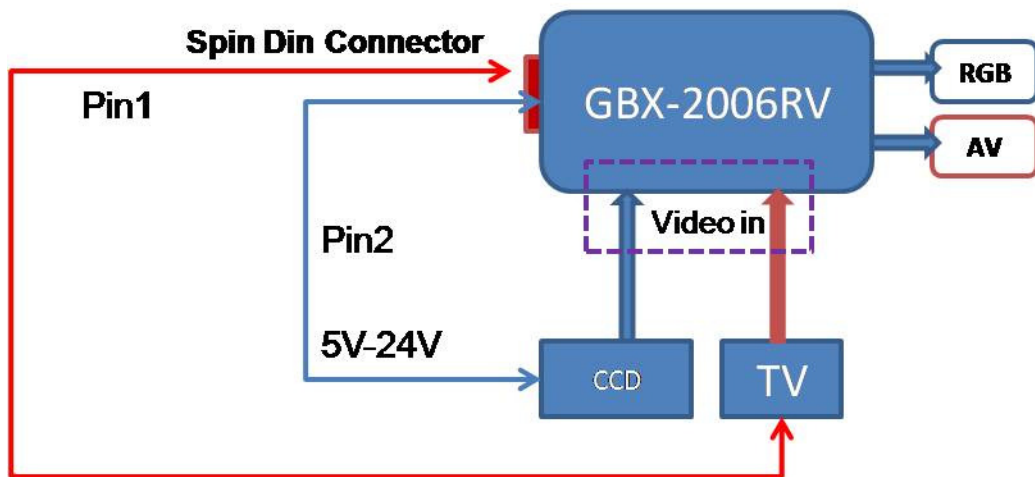 Spin Din Connector
Pin1
GBX-2006RV
RGB
AV
Video in
Pin2
5V-24V
CCD
TV